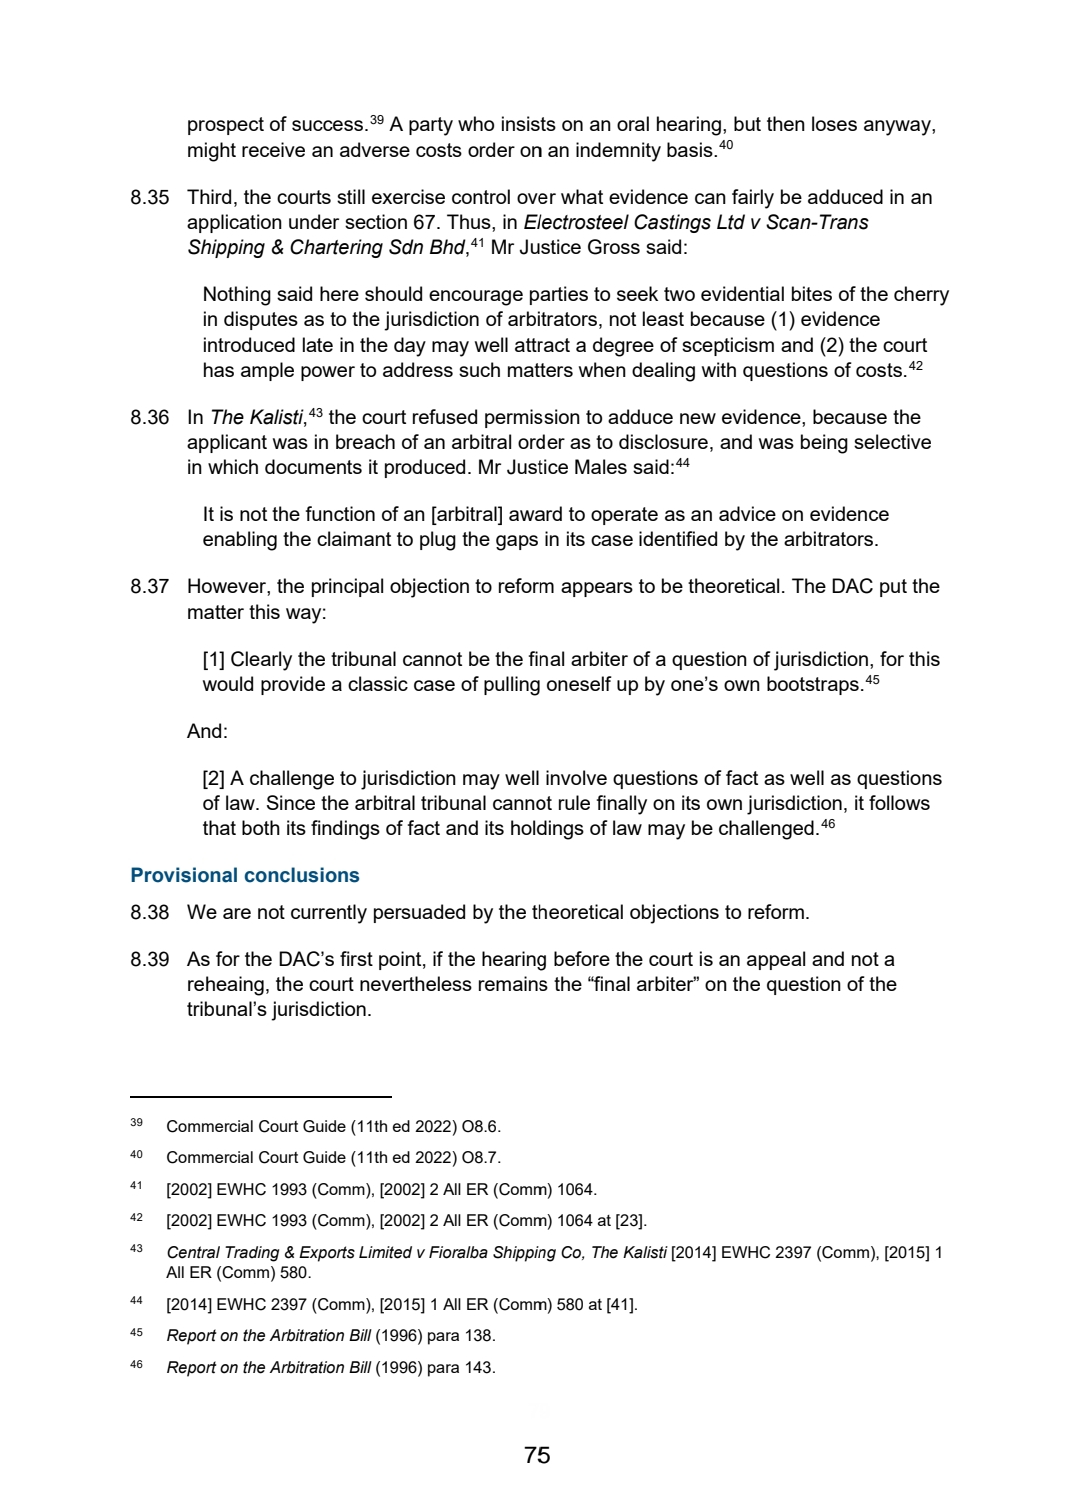 prospect of success.39 A party who insists on an oral hearing, but then loses anyway,
might receive an adverse costs order on an indemnity basis.40
8.35 Third, the courts still exercise control over what evidence can fairly be adduced in an
application under section 67. Thus, in Electrosteel Castings Ltd v Scan-Trans
Shipping & Chartering Sdn Bhd,41 Mr Justice Gross said:
Nothing said here should encourage parties to seek two evidential bites of the cherry
in disputes as to the jurisdiction of arbitrators, not least because (1) evidence
introduced late in the day may well attract a degree of scepticism and (2) the court
has ample power to address such matters when dealing with questions of costs.42
8.36 In The Kalisti,43 the court refused permission to adduce new evidence, because the
applicant was in breach of an arbitral order as to disclosure, and was being selective
in which documents it produced. Mr Justice Males said:44
It is not the function of an [arbitral] award to operate as an advice on evidence
enabling the claimant to plug the gaps in its case identified by the arbitrators.
8.37 However, the principal objection to reform appears to be theoretical. The DAC put the
matter this way:
[1] Clearly the tribunal cannot be the final arbiter of a question of jurisdiction, for this
would provide a classic case of pulling oneself up by one’s own bootstraps.45
And:
[2] A challenge to jurisdiction may well involve questions of fact as well as questions
of law. Since the arbitral tribunal cannot rule finally on its own jurisdiction, it follows
that both its findings of fact and its holdings of law may be challenged.46
Provisional conclusions
8.38 We are not currently persuaded by the theoretical objections to reform.
8.39 As for the DAC’s first point, if the hearing before the court is an appeal and not a
reheaing, the court nevertheless remains the “final arbiter” on the question of the
tribunal’s jurisdiction.
39 Commercial Court Guide (11th ed 2022) O8.6.
40 Commercial Court Guide (11th ed 2022) O8.7.
41 [2002] EWHC 1993 (Comm), [2002] 2 All ER (Comm) 1064.
42 [2002] EWHC 1993 (Comm), [2002] 2 All ER (Comm) 1064 at [23].
43 Central Trading & Exports Limited v Fioralba Shipping Co, The Kalisti [2014] EWHC 2397 (Comm), [2015] 1
All ER (Comm) 580.
44 [2014] EWHC 2397 (Comm), [2015] 1 All ER (Comm) 580 at [41].
45 Report on the Arbitration Bill (1996) para 138.
46 Report on the Arbitration Bill (1996) para 143.
75